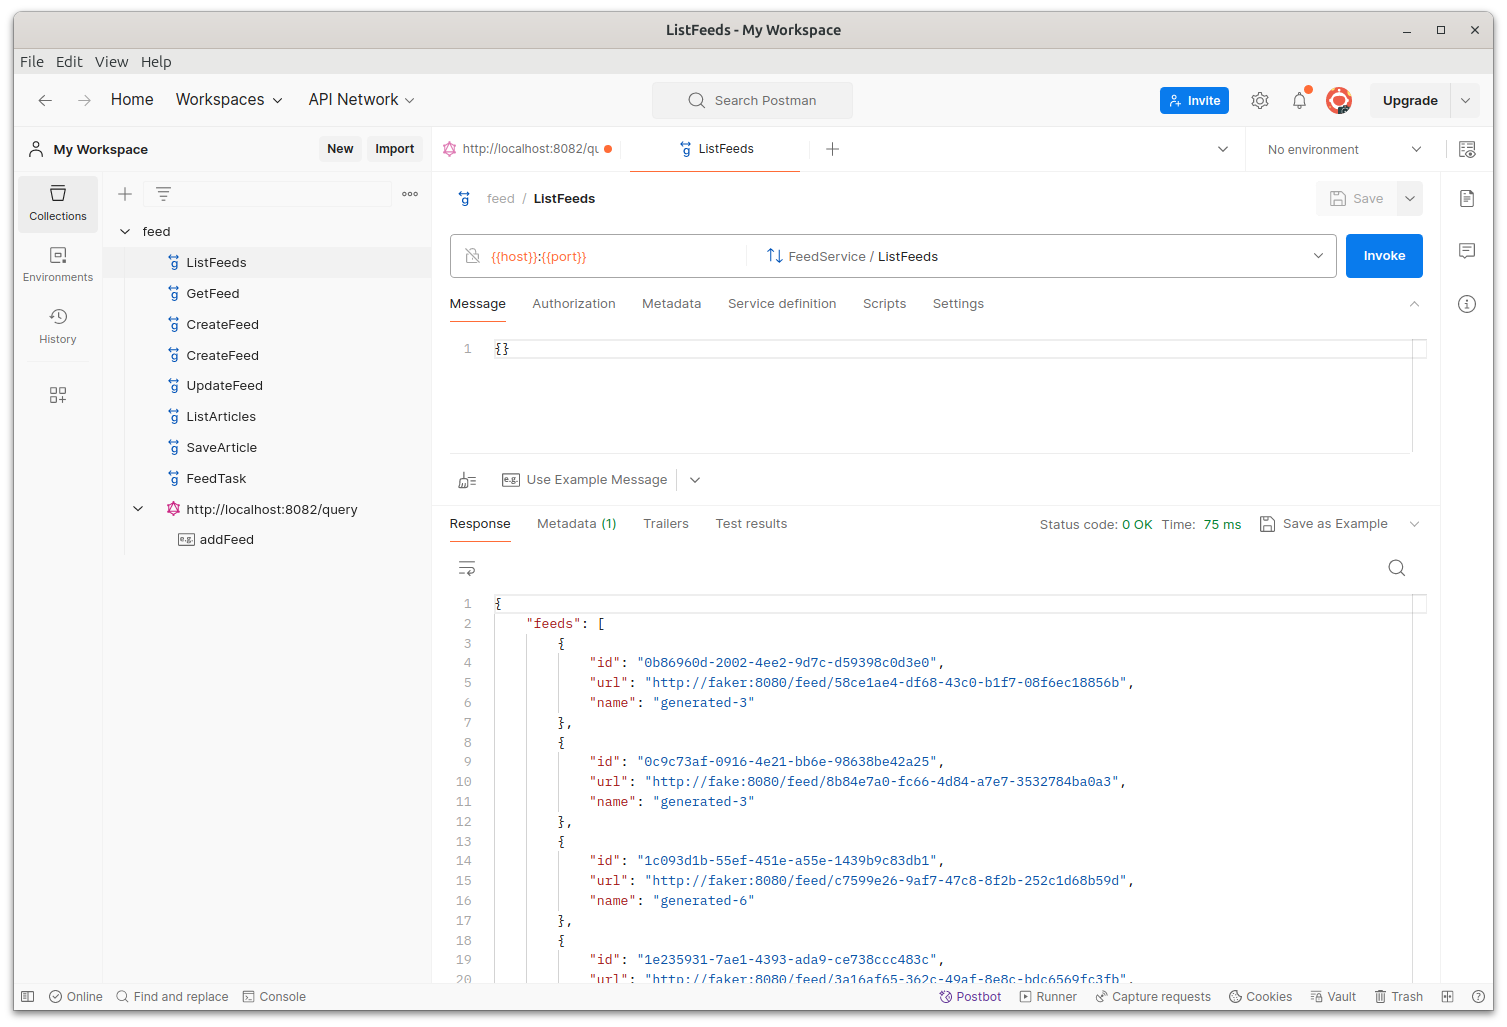 ListFeeds - My Workspace
File Edit View Help
Home Workspaces API Network Search Postman Invite Upgrade
My Workspace New Import
http://localhost:8082/qu ListFeeds No environment
Collections
Environments
History
feed
ListFeeds
GetFeed
CreateFeed
CreateFeed
UpdateFeed
ListArticles
SaveArticle
FeedTask
http://localhost:8082/query
e.g. addFeed
feed / ListFeeds Save
{{host}}:{{port}} FeedService / ListFeeds Invoke
Message Authorization Metadata Service definition Scripts Settings
1 {}
e.g. Use Example Message
Response Metadata (1) Trailers Test results Status code: 0 OK Time: 75 ms Save as Example
1 {
2 "feeds": [
3 {
4 "id": "0b86960d-2002-4ee2-9d7c-d59398c0d3e0",
5 "url": "http://faker:8080/feed/58ce1ae4-df68-43c0-b1f7-08f6ec18856b",
6 "name": "generated-3"
7 },
8 {
9 "id": "0c9c73af-0916-4e21-bb6e-98638be42a25",
10 "url": "http://fake:8080/feed/8b84e7a0-fc66-4d84-a7e7-3532784ba0a3",
11 "name": "generated-3"
12 },
13 {
14 "id": "1c093d1b-55ef-451e-a55e-1439b9c83db1",
15 "url": "http://faker:8080/feed/c7599e26-9af7-47c8-8f2b-252c1d68b59d",
16 "name": "generated-6"
17 },
18 {
19 "id": "1e235931-7ae1-4393-ada9-ce738ccc483c",
20 "url": "http://faker:8080/feed/3a16af65-362c-49af-8e8c-bdc6569fc3fb",
Online Find and replace Console Postbot Runner Capture requests Cookies Vault Trash